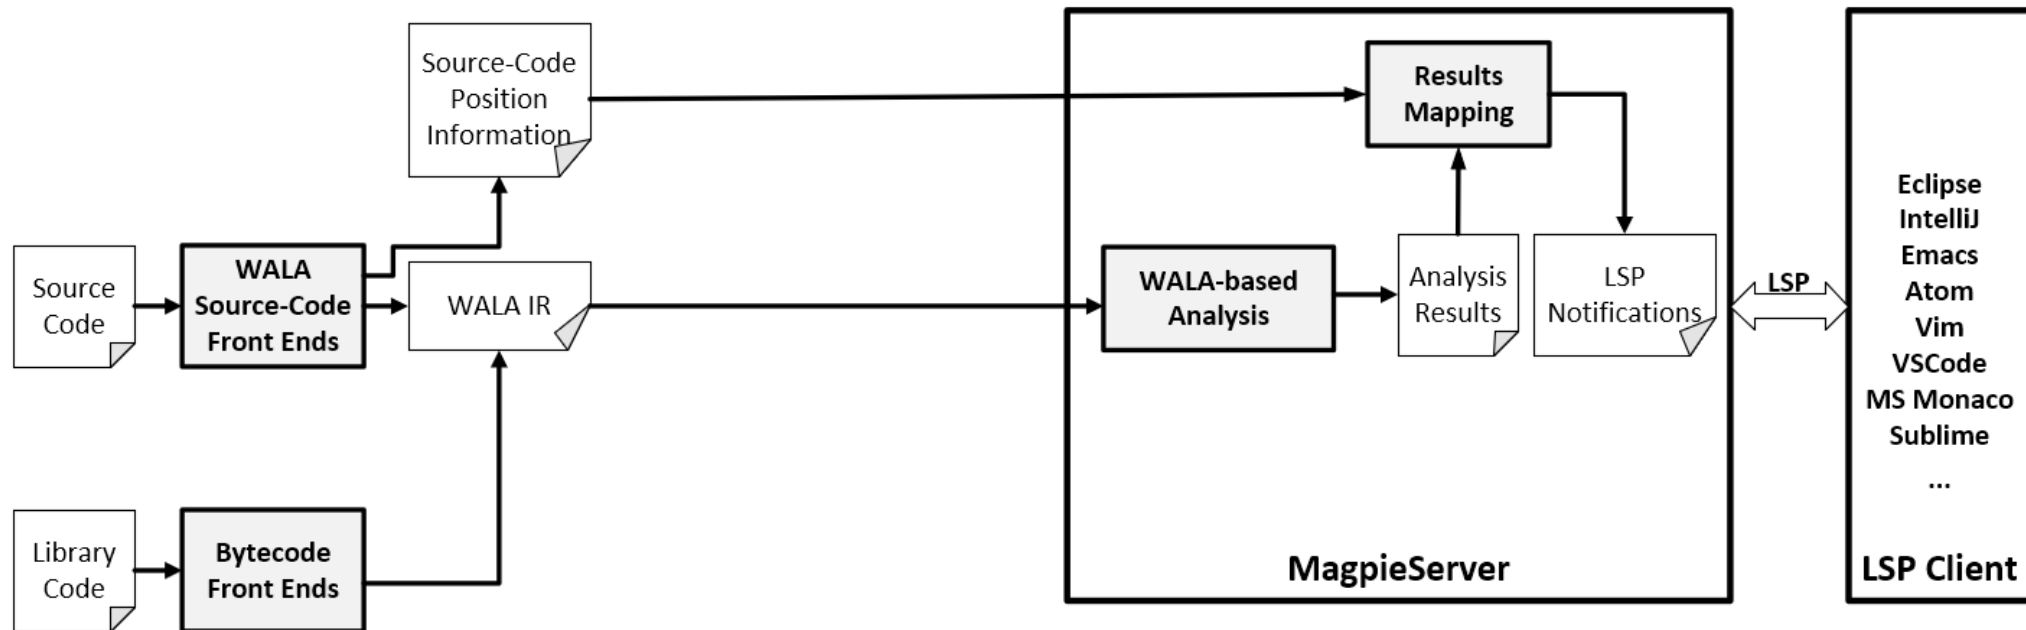 Source-Code
Position
Information
Source
Code
WALA
Source-Code
Front Ends
WALA IR
Library
Code
Bytecode
Front Ends
Results
Mapping
WALA-based
Analysis
Analysis
Results
LSP
Notifications
MagpieServer
LSP
Eclipse
IntelliJ
Emacs
Atom
Vim
VSCode
MS Monaco
Sublime
...
LSP Client